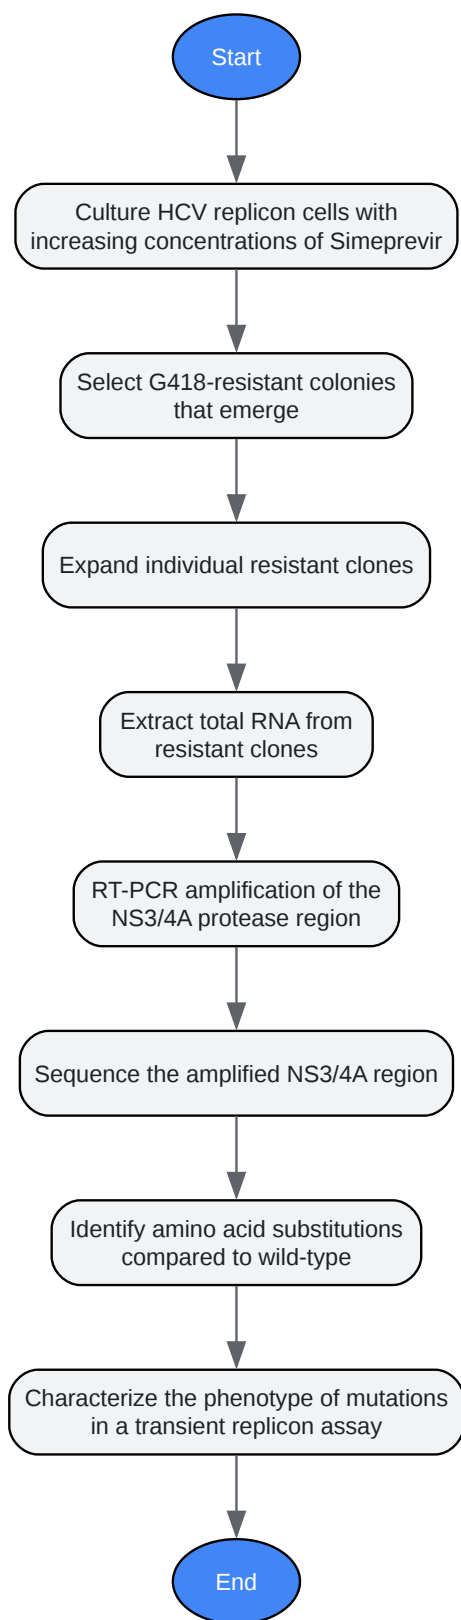 Start
Culture HCV replicon cells with
increasing concentrations of Simeprevir
Select G418-resistant colonies
that emerge
Expand individual resistant clones
Extract total RNA from
resistant clones
RT-PCR amplification of the
NS3/4A protease region
Sequence the amplified NS3/4A region
Identify amino acid substitutions
compared to wild-type
Characterize the phenotype of mutations
in a transient replicon assay
End